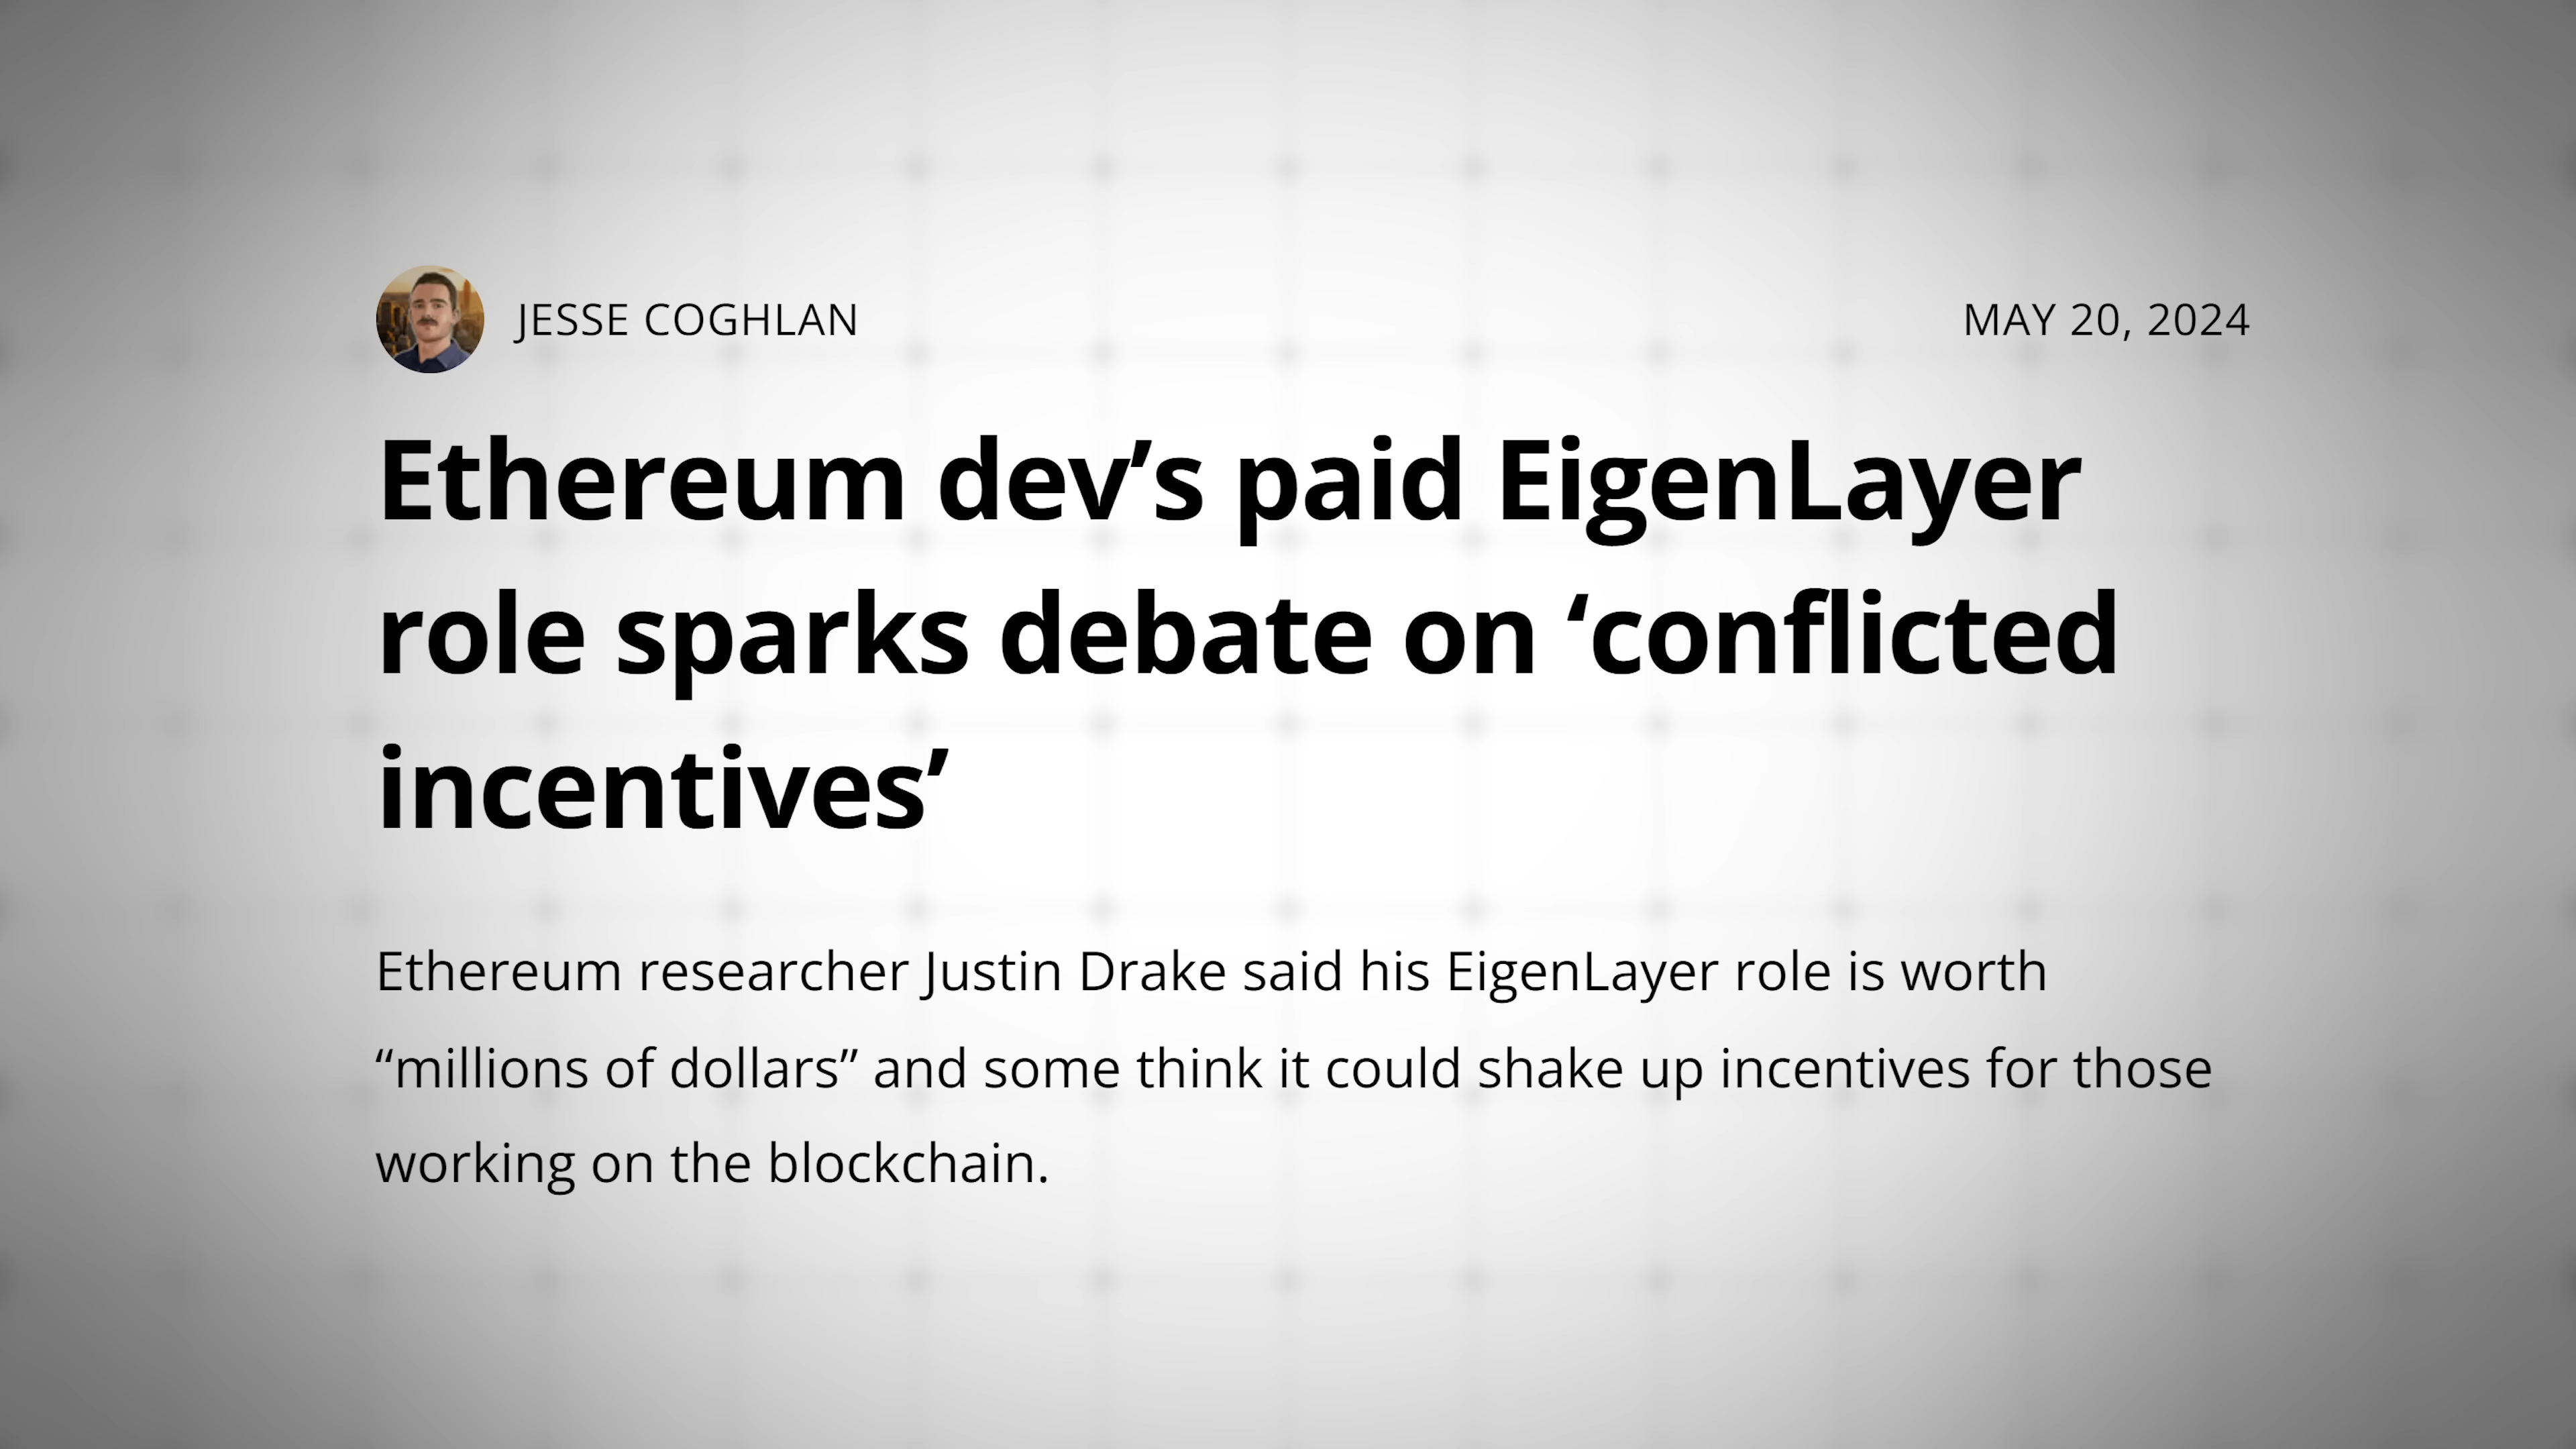 JESSE COGHLAN
MAY 20, 2024
Ethereum dev’s paid EigenLayer
role sparks debate on ‘conflicted
incentives’
Ethereum researcher Justin Drake said his EigenLayer role is worth
“millions of dollars” and some think it could shake up incentives for those
working on the blockchain.